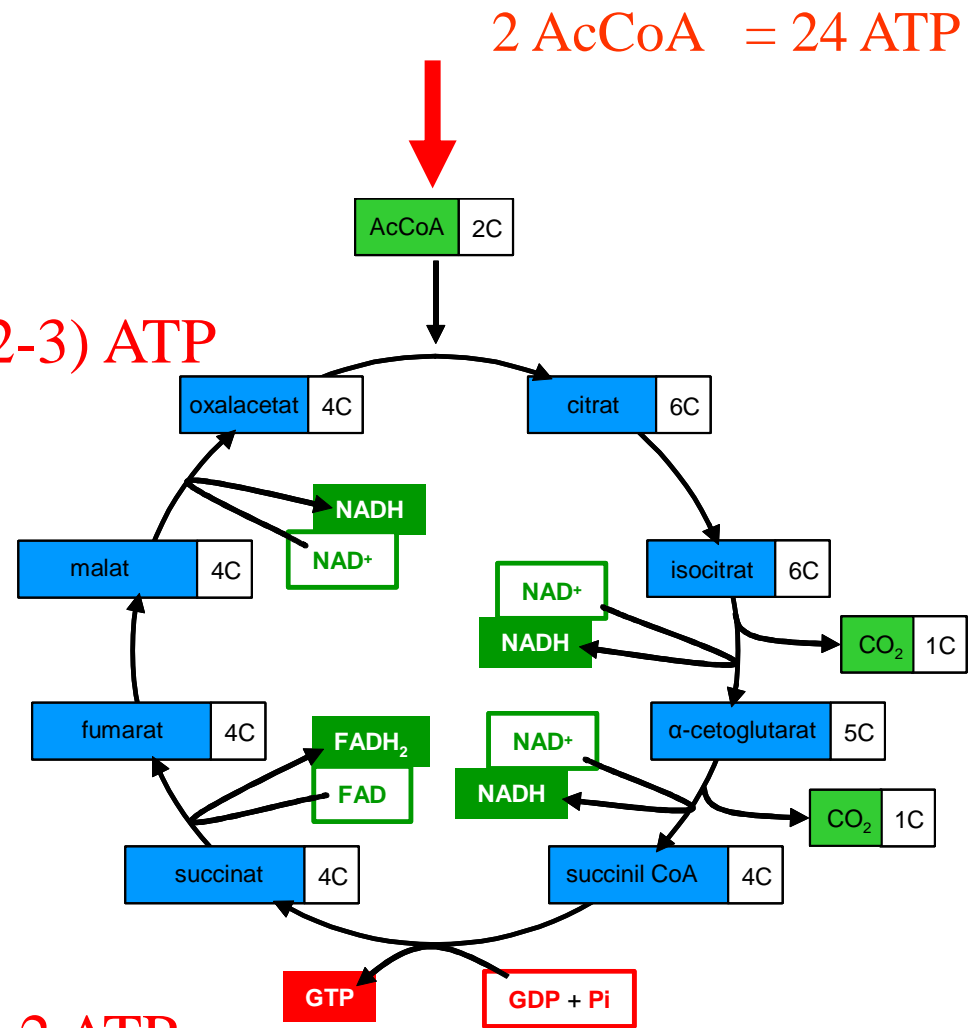 2 AcCoA = 24 ATP
AcCoA 2C
2-3) ATP
oxalacetat 4C
citrat 6C
NADH
NAD+
malat 4C
isocitrat 6C
NAD+
NADH
CO₂ 1C
fumarat 4C
α-cetoglutarat 5C
FADH₂
FAD
NAD+
NADH
CO₂ 1C
succinat 4C
succinil CoA 4C
GTP
GDP + Pi
2 ATP